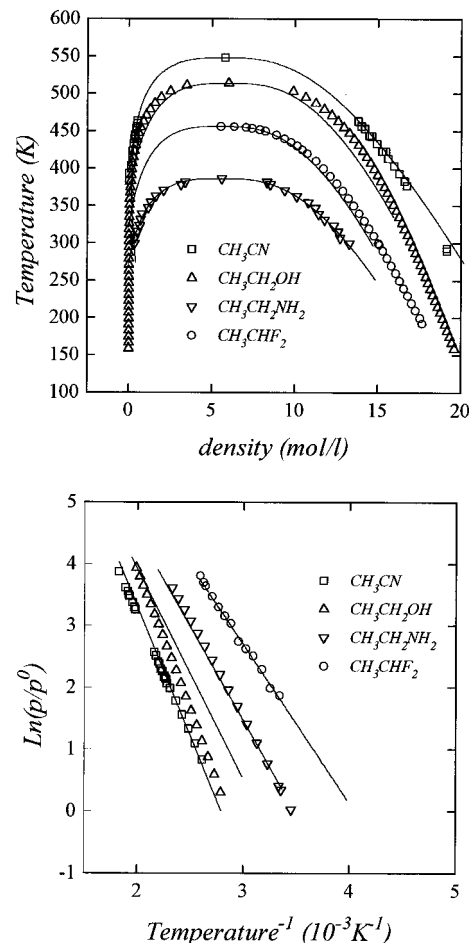 600
550
500
450
400
350
300
250
200
150
100
Temperature (K)
CH₃CN
CH₃CH₂OH
CH₃CH₂NH₂
CH₃CHF₂
0 5 10 15 20
density (mol/l)
5
4
3
2
1
0
-1
Ln(p/p⁰)
CH₃CN
CH₃CH₂OH
CH₃CH₂NH₂
CH₃CHF₂
2 3 4 5
Temperature⁻¹ (10⁻³K⁻¹)